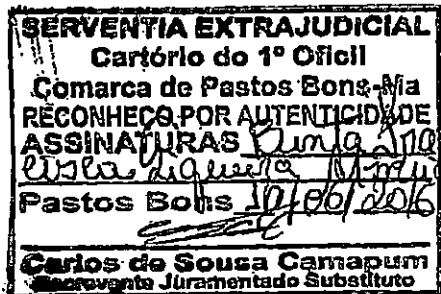 SERVENTIA EXTRAJUDICIAL
Cartório do 1º Oficil
Comarca de Pastos Bons-Ma
RECONHEÇO POR AUTENTICIDADE
ASSINATURAS
Pastos Bons 10/06/2016
Carlos de Sousa Camapum
Escrevente Juramentado Substituto